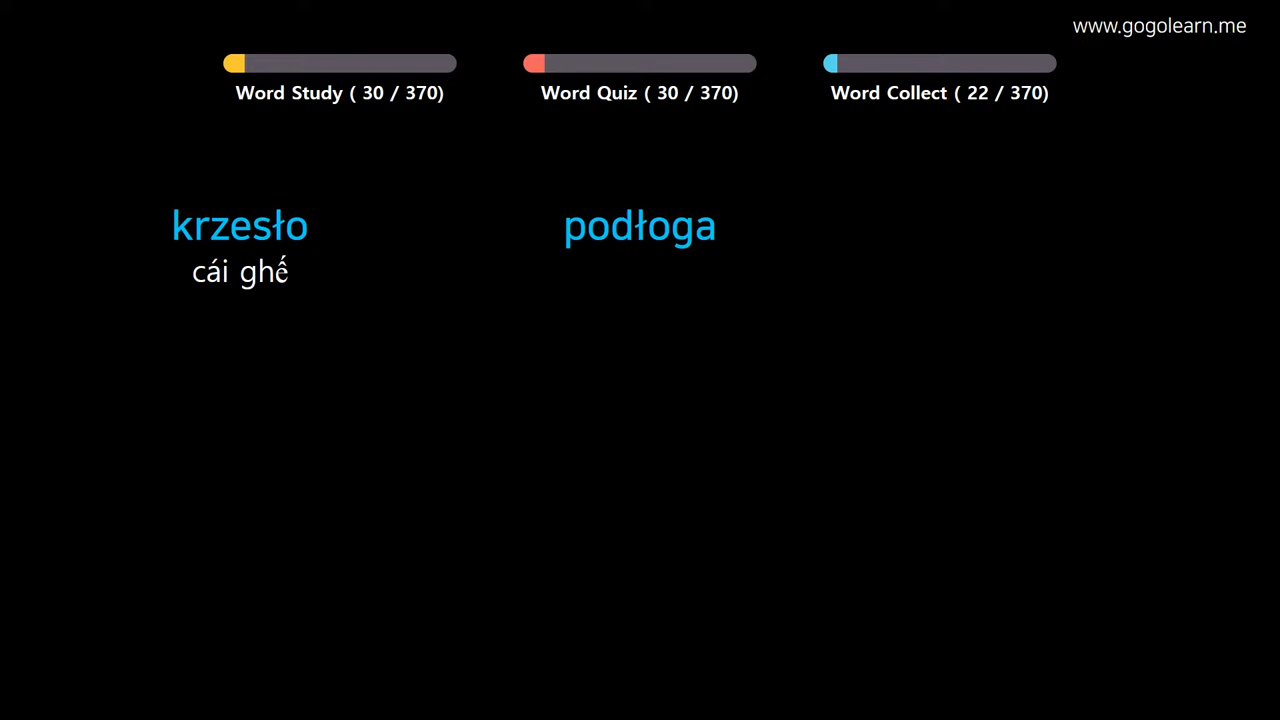 www.gogolearn.me
Word Study ( 30 / 370)
Word Quiz ( 30 / 370)
Word Collect ( 22 / 370)
krzesło
cái ghế
podłoga